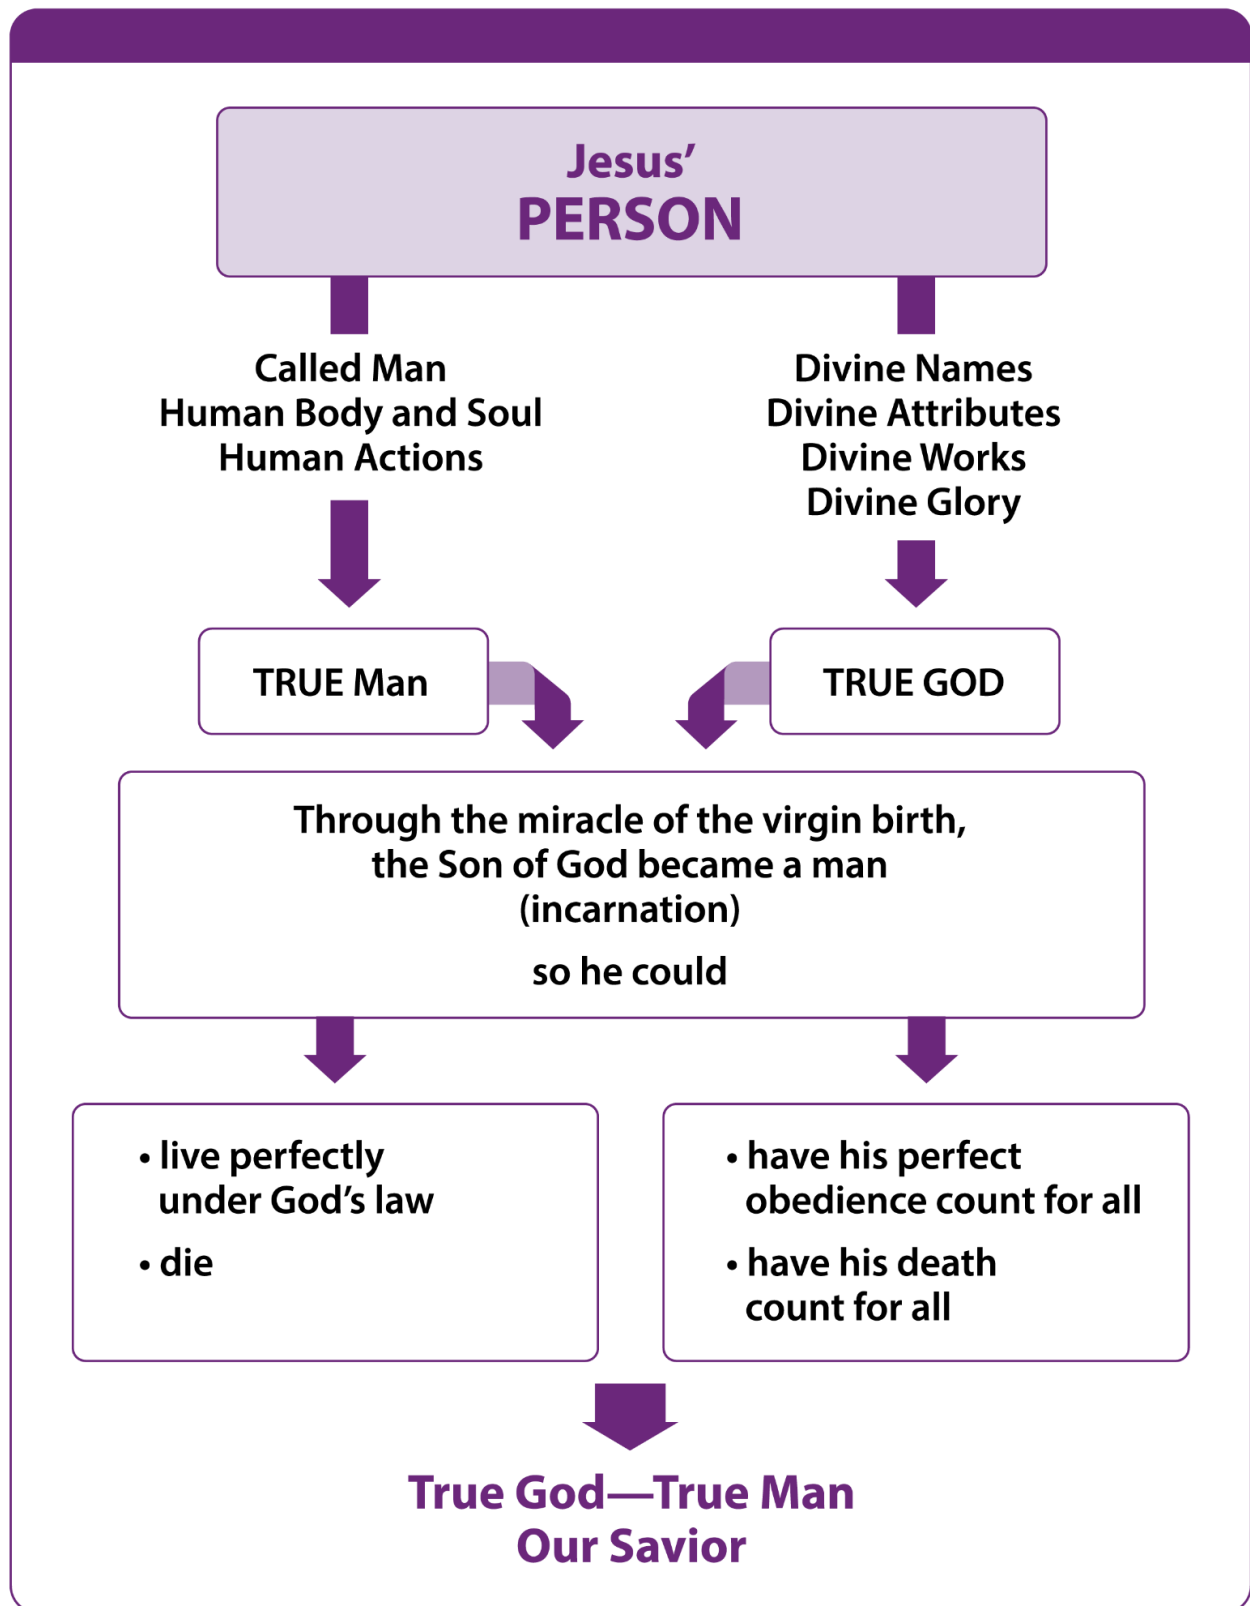 Jesus’
PERSON
Called Man
Human Body and Soul
Human Actions
Divine Names
Divine Attributes
Divine Works
Divine Glory
TRUE Man
TRUE GOD
Through the miracle of the virgin birth,
the Son of God became a man
(incarnation)
so he could
• live perfectly
under God’s law
• die
• have his perfect
obedience count for all
• have his death
count for all
True God—True Man
Our Savior